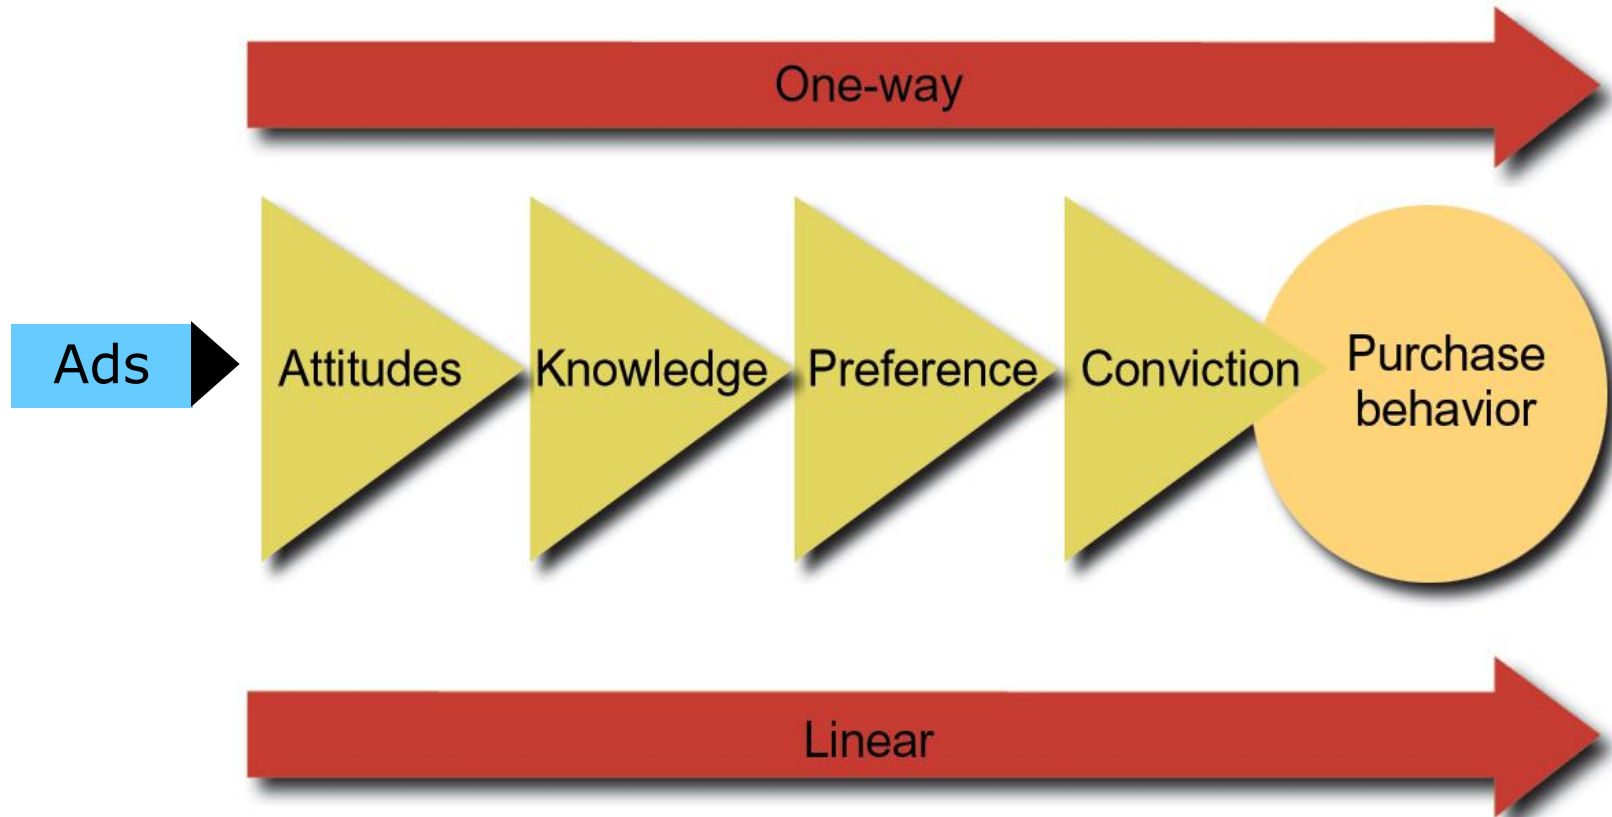 One-way
Ads
Attitudes
Knowledge
Preference
Conviction
Purchase
behavior
Linear